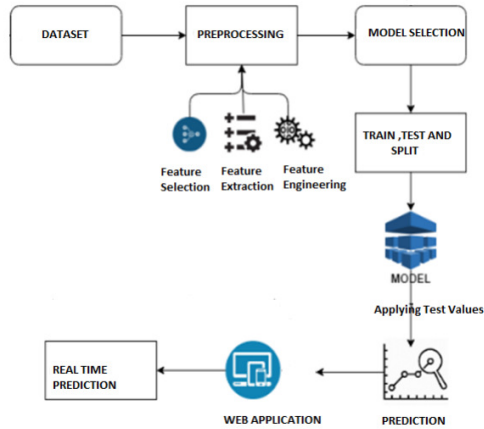 DATASET
PREPROCESSING
MODEL SELECTION
Feature
Selection
Feature
Extraction
Feature
Engineering
TRAIN ,TEST AND
SPLIT
MODEL
Applying Test Values
REAL TIME
PREDICTION
WEB APPLICATION
PREDICTION